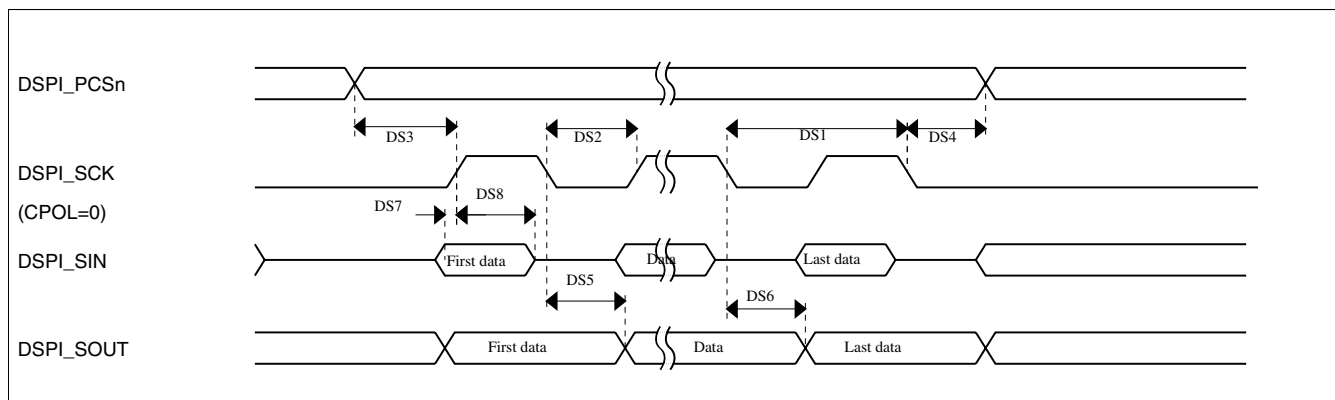 DSPI_PCSn
DS3
DS2
DS1
DS4
DSPI_SCK
(CPOL=0)
DS7
DS8
DSPI_SIN
First data
Data
Last data
DS5
DS6
DSPI_SOUT
First data
Data
Last data